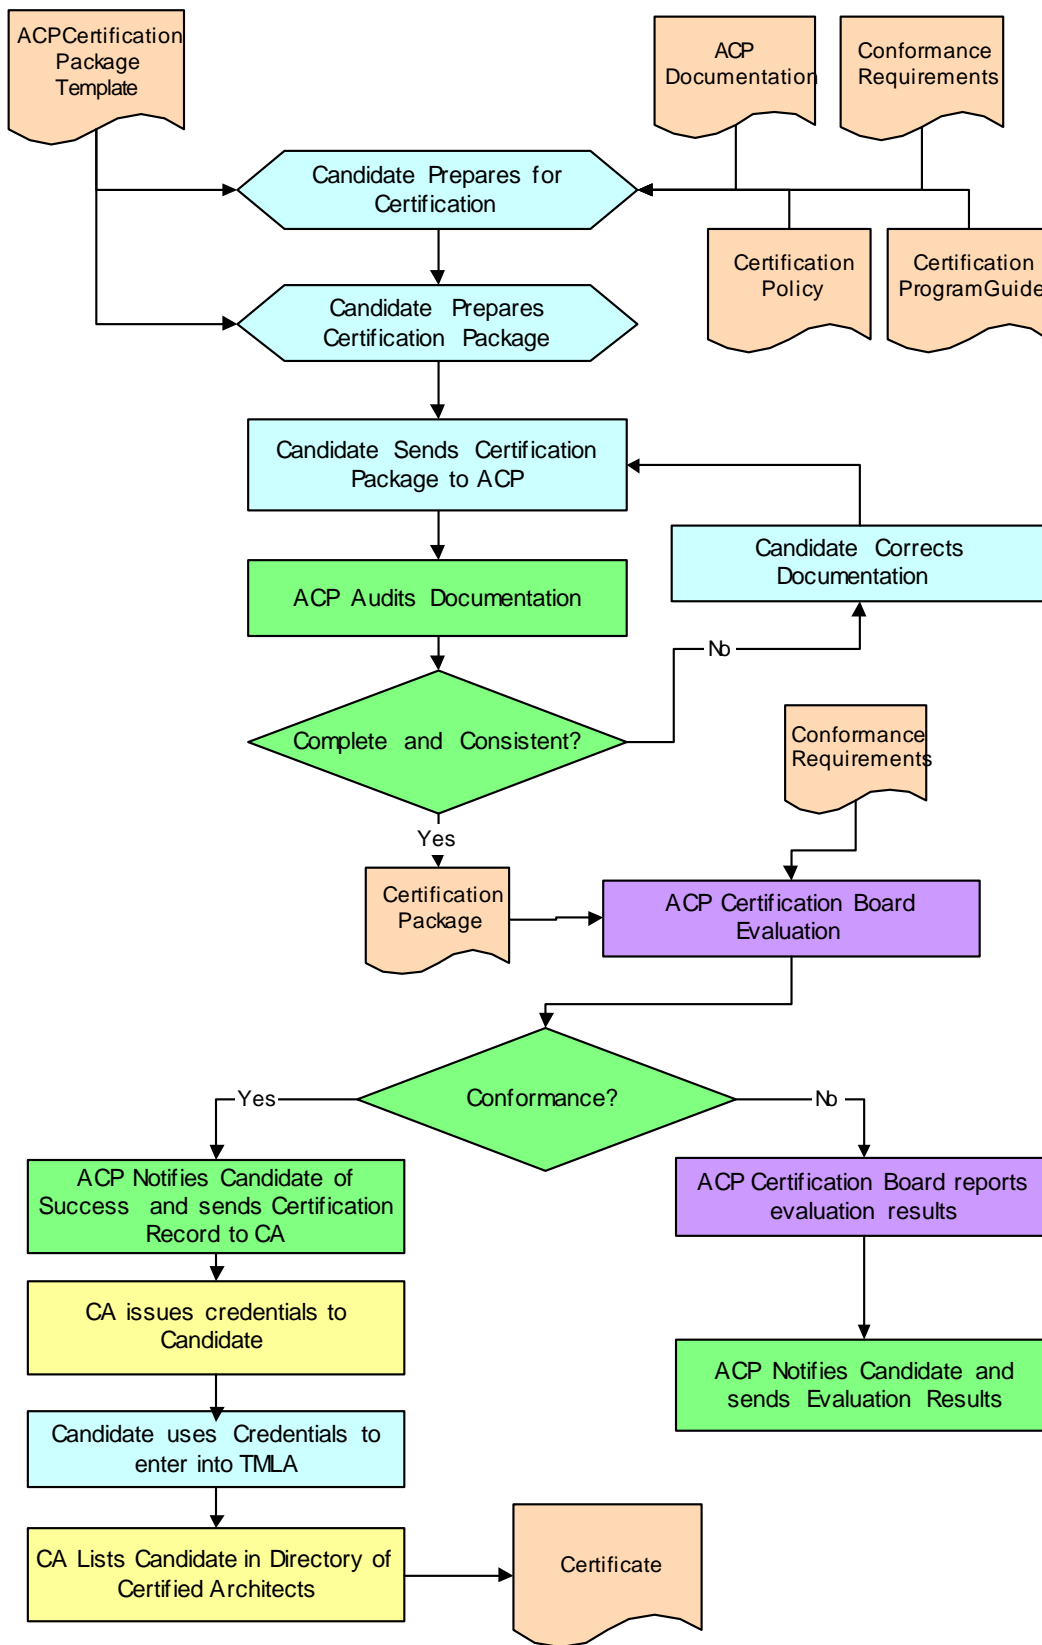 ACPCertification
Package
Template
ACP
Documentation
Conformance
Requirements
Candidate Prepares for
Certification
Certification
Policy
Certification
ProgramGuide
Candidate Prepares
Certification Package
Candidate Sends Certification
Package to ACP
Candidate Corrects
Documentation
ACP Audits Documentation
No
Complete and Consistent?
Conformance
Requirements
Yes
Certification
Package
ACP Certification Board
Evaluation
Conformance?
Yes
No
ACP Notifies Candidate of
Success and sends Certification
Record to CA
ACP Certification Board reports
evaluation results
CA issues credentials to
Candidate
ACP Notifies Candidate and
sends Evaluation Results
Candidate uses Credentials to
enter into TMLA
CA Lists Candidate in Directory of
Certified Architects
Certificate